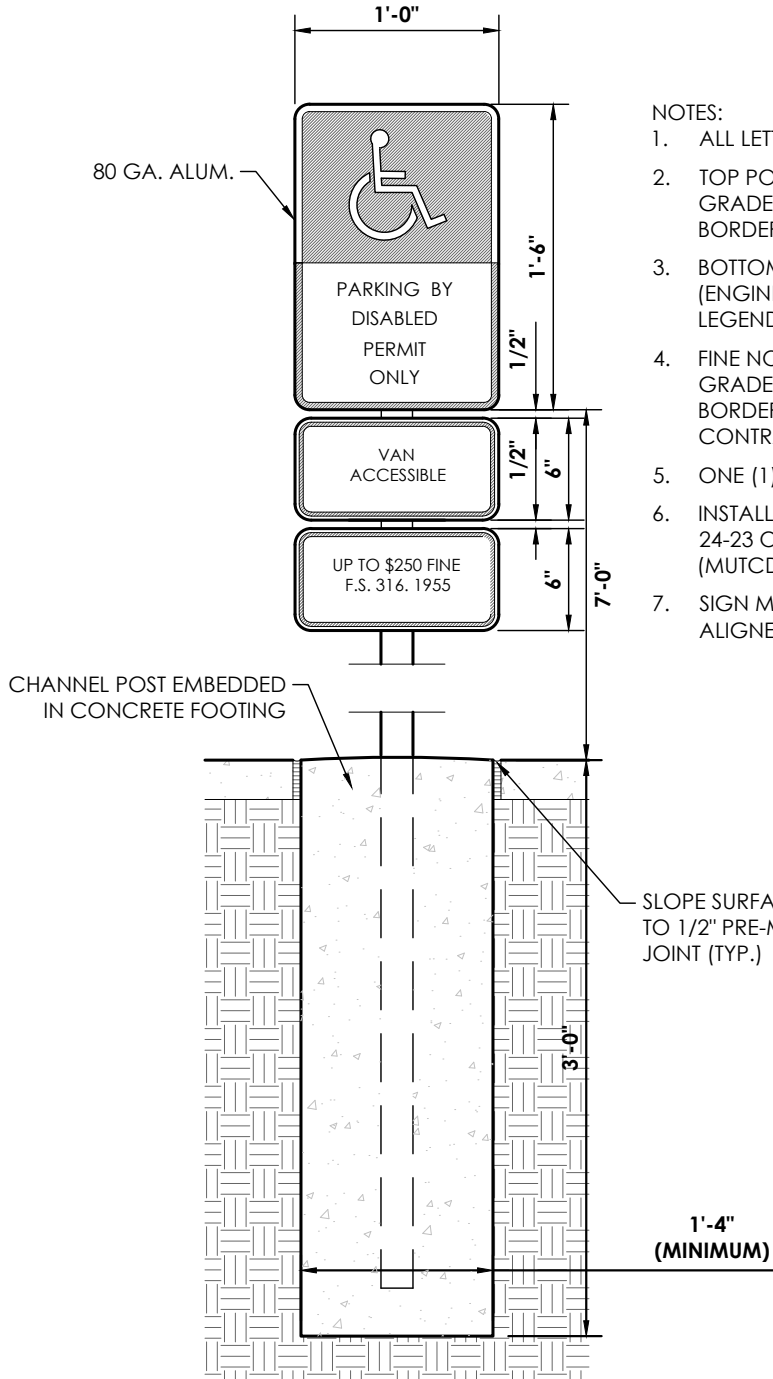 1'-0"
80 GA. ALUM.
PARKING BY
DISABLED
PERMIT
ONLY
1'-6"
1/2"
VAN
ACCESSIBLE
1/2"
6"
UP TO $250 FINE
F.S. 316. 1955
6"
7'-0"
CHANNEL POST EMBEDDED
IN CONCRETE FOOTING
3'-0"
1'-4"
(MINIMUM)
NOTES:
1. ALL LET
2. TOP PO
GRADE
BORDER
3. BOTTOM
(ENGIN
LEGEND
4. FINE NO
GRADE
BORDER
CONTR
5. ONE (1)
6. INSTALL
24-23 O
(MUTCD
7. SIGN M
ALIGNE
SLOPE SURFA
TO 1/2" PRE-M
JOINT (TYP.)